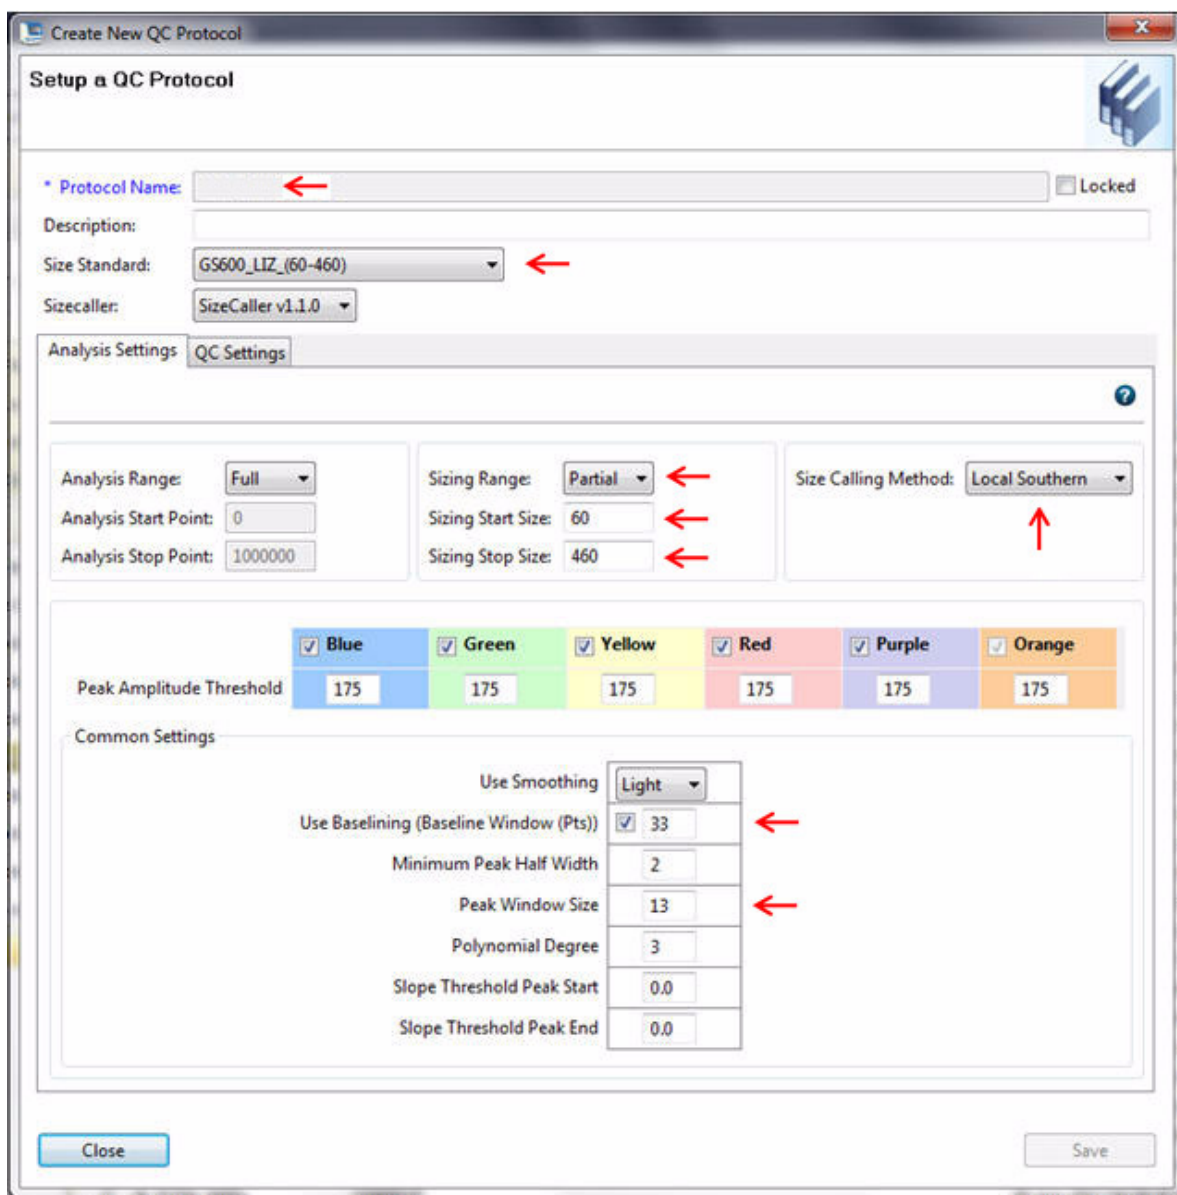 Create New QC Protocol
Setup a QC Protocol
* Protocol Name:
Locked
Description:
Size Standard: GS600_LIZ_(60-460)
Sizecaller: SizeCaller v1.1.0
Analysis Settings QC Settings
?
Analysis Range: Full Sizing Range: Partial Size Calling Method: Local Southern
Analysis Start Point: 0 Sizing Start Size: 60
Analysis Stop Point: 1000000 Sizing Stop Size: 460
Blue Green Yellow Red Purple Orange
Peak Amplitude Threshold 175 175 175 175 175 175
Common Settings
Use Smoothing Light
Use Baselining (Baseline Window (Pts)) 33
Minimum Peak Half Width 2
Peak Window Size 13
Polynomial Degree 3
Slope Threshold Peak Start 0.0
Slope Threshold Peak End 0.0
Close Save